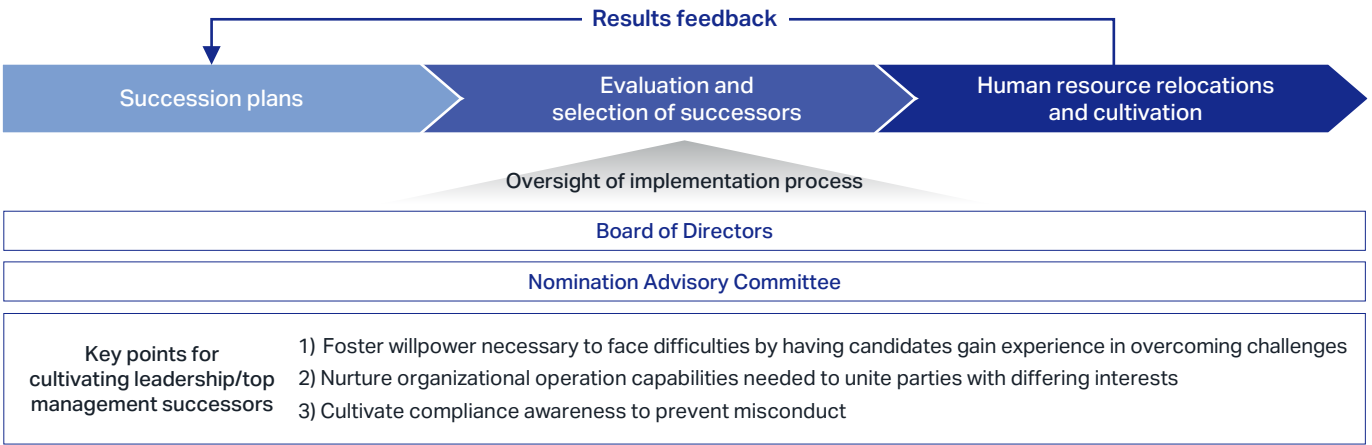 Results feedback
Succession plans
Evaluation and
selection of successors
Human resource relocations
and cultivation
Oversight of implementation process
Board of Directors
Nomination Advisory Committee
Key points for
cultivating leadership/top
management successors
1) Foster willpower necessary to face difficulties by having candidates gain experience in overcoming challenges
2) Nurture organizational operation capabilities needed to unite parties with differing interests
3) Cultivate compliance awareness to prevent misconduct